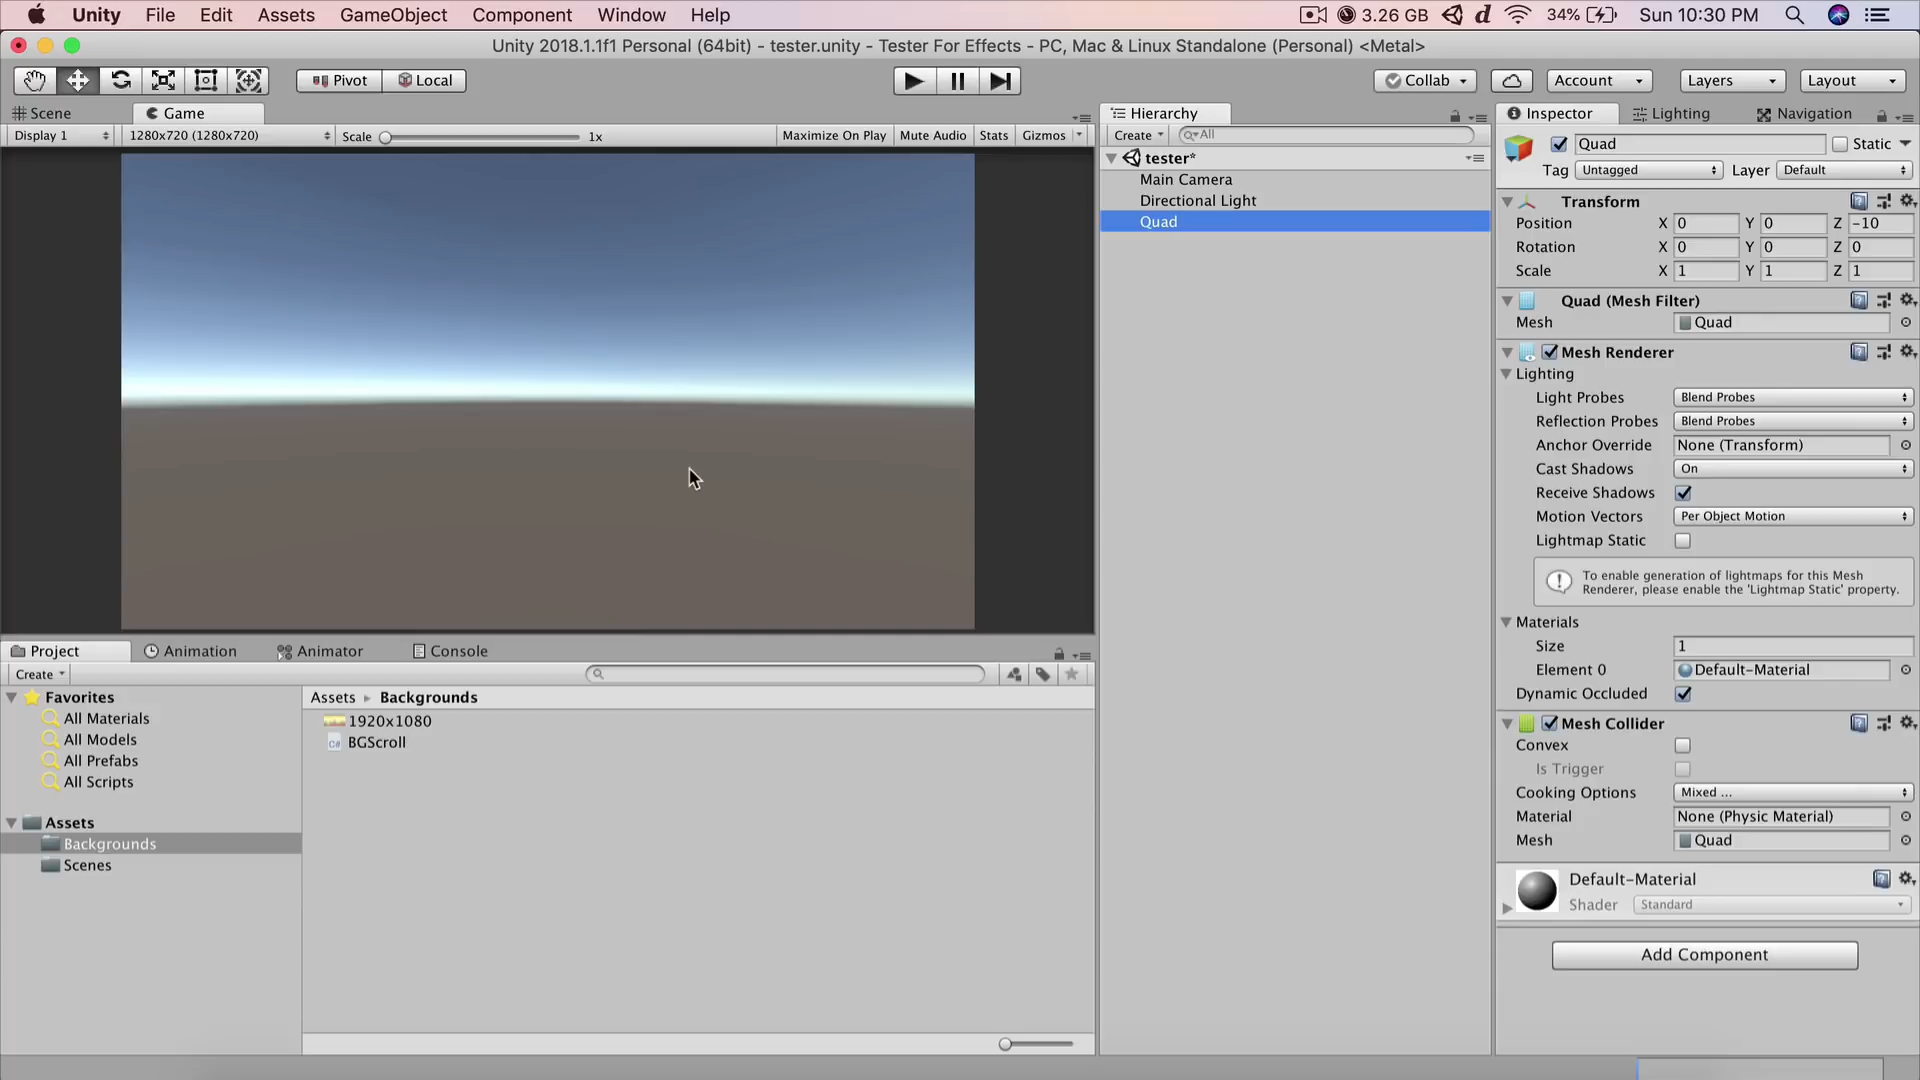 Unity File Edit Assets GameObject Component Window Help 3.26 GB d 34% Sun 10:30 PM
Unity 2018.1.1f1 Personal (64bit) - tester.unity - Tester For Effects - PC, Mac & Linux Standalone (Personal) <Metal>
Pivot Local Collab Account Layers Layout
Scene Game
Display 1 1280x720 (1280x720) Scale 1x Maximize On Play Mute Audio Stats Gizmos
Hierarchy
Create All
tester*
Main Camera
Directional Light
Quad
Inspector Lighting Navigation
Quad Static
Tag Untagged Layer Default
Transform
Position X 0 Y 0 Z -10
Rotation X 0 Y 0 Z 0
Scale X 1 Y 1 Z 1
Quad (Mesh Filter)
Mesh Quad
Mesh Renderer
Lighting
Light Probes Blend Probes
Reflection Probes Blend Probes
Anchor Override None (Transform)
Cast Shadows On
Receive Shadows
Motion Vectors Per Object Motion
Lightmap Static
To enable generation of lightmaps for this Mesh
Renderer, please enable the 'Lightmap Static' property.
Materials
Size 1
Element 0 Default-Material
Dynamic Occluded
Mesh Collider
Convex
Is Trigger
Cooking Options Mixed ...
Material None (Physic Material)
Mesh Quad
Default-Material
Shader Standard
Add Component
Project Animation Animator Console
Create
Favorites
All Materials
All Models
All Prefabs
All Scripts
Assets
Backgrounds
Scenes
Assets Backgrounds
1920x1080
C# BGScroll